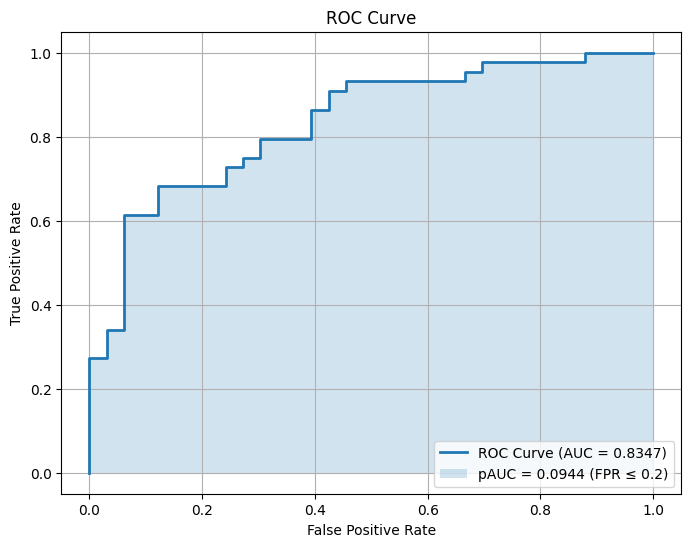 ROC Curve
1.0
0.8
0.6
0.4
0.2
0.0
True Positive Rate
ROC Curve (AUC = 0.8347)
pAUC = 0.0944 (FPR ≤ 0.2)
0.0 0.2 0.4 0.6 0.8 1.0
False Positive Rate